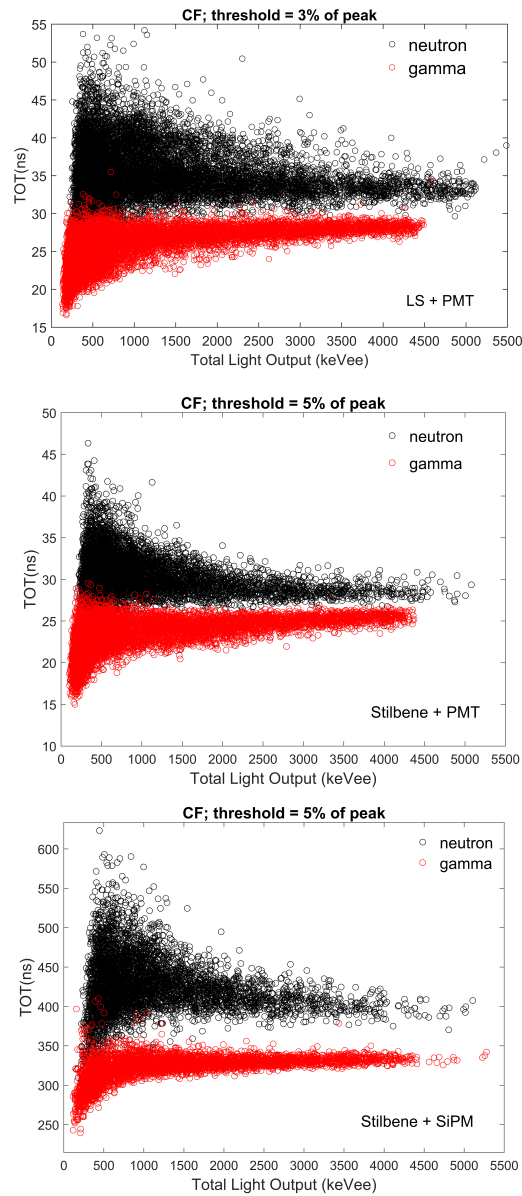 CF; threshold = 3% of peak
55
50
45
40
35
30
25
20
15
TOT(ns)
neutron
gamma
LS + PMT
0 500 1000 1500 2000 2500 3000 3500 4000 4500 5000 5500
Total Light Output (keVee)
CF; threshold = 5% of peak
50
45
40
35
30
25
20
15
10
TOT(ns)
neutron
gamma
Stilbene + PMT
0 500 1000 1500 2000 2500 3000 3500 4000 4500 5000 5500
Total Light Output (keVee)
CF; threshold = 5% of peak
600
550
500
450
400
350
300
250
TOT(ns)
neutron
gamma
Stilbene + SiPM
0 500 1000 1500 2000 2500 3000 3500 4000 4500 5000 5500
Total Light Output (keVee)